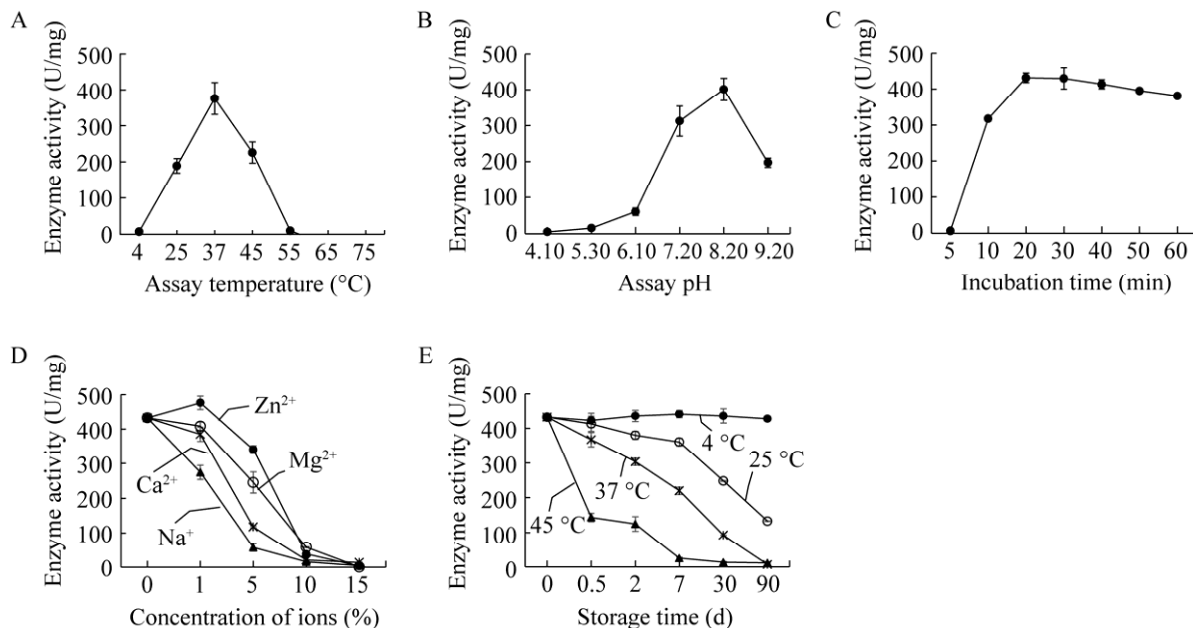 A
Enzyme activity (U/mg)
500
400
300
200
100
0
4 25 37 45 55 65 75
Assay temperature (°C)
B
Enzyme activity (U/mg)
500
400
300
200
100
0
4.10 5.30 6.10 7.20 8.20 9.20
Assay pH
C
Enzyme activity (U/mg)
500
400
300
200
100
0
5 10 20 30 40 50 60
Incubation time (min)
D
Enzyme activity (U/mg)
500
400
300
200
100
0
Zn²⁺
Mg²⁺
Ca²⁺
Na⁺
0 1 5 10 15
Concentration of ions (%)
E
Enzyme activity (U/mg)
500
400
300
200
100
0
4 °C
25 °C
37 °C
45 °C
0 0.5 2 7 30 90
Storage time (d)